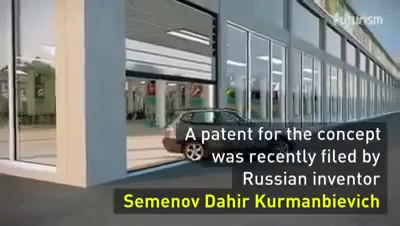 Futurism
A patent for the concept
was recently filed by
Russian inventor
Semenov Dahir Kurmanbievich